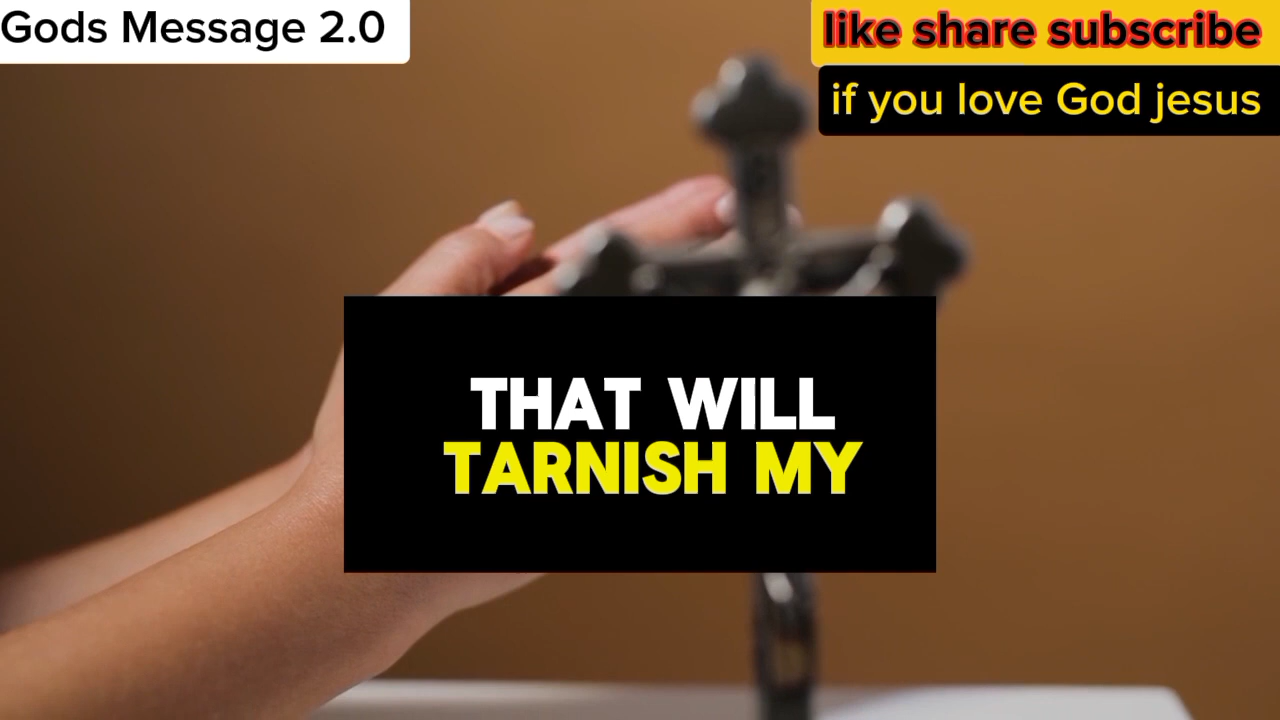 Gods Message 2.0
like share subscribe
if you love God jesus
THAT WILL
TARNISH MY